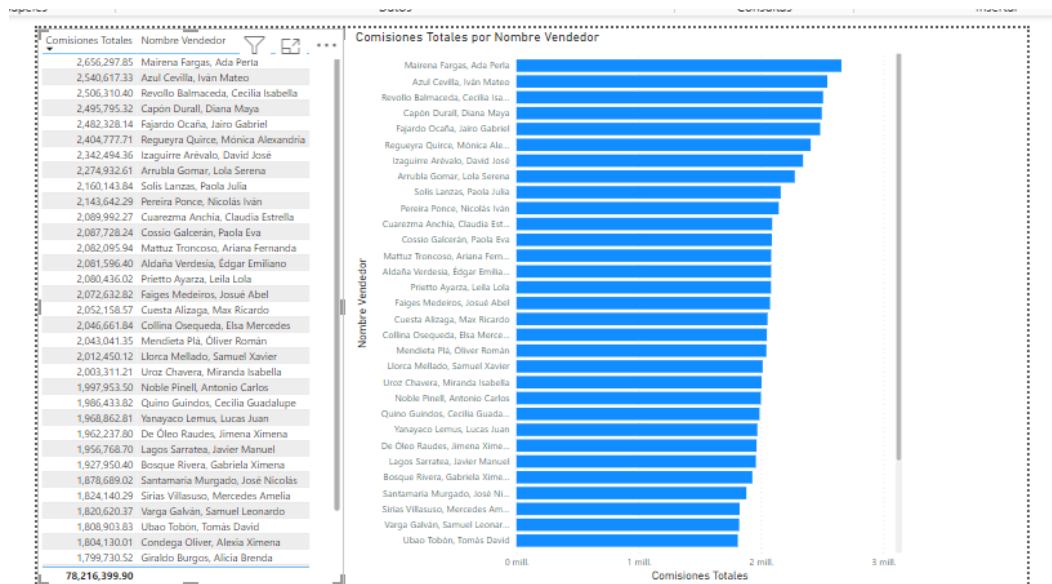 Datos
Consultas
Insertar
Comisiones Totales Nombre Vendedor
2,656,297.85 Mairena Fargas, Ada Perla
2,540,617.33 Azul Cevilla, Iván Mateo
2,506,310.40 Revollo Balmaceda, Cecilia Isabella
2,495,795.32 Capón Durall, Diana Maya
2,482,328.14 Fajardo Ocaña, Jairo Gabriel
2,404,777.71 Regueyra Quirce, Mónica Alexandria
2,342,494.36 Izaguirre Arévalo, David José
2,274,932.61 Arrubla Gomar, Lola Serena
2,160,143.84 Solis Lanzas, Paola Julia
2,143,642.29 Pereira Ponce, Nicolás Iván
2,089,992.27 Cuarezma Anchía, Claudia Estrella
2,087,728.24 Cossio Galcerán, Paola Eva
2,082,095.94 Mattuz Troncoso, Ariana Fernanda
2,081,596.40 Aldaña Verdesia, Édgar Emiliano
2,080,436.02 Prietto Ayarza, Leila Lola
2,072,632.82 Faiges Medeiros, Josué Abel
2,052,158.57 Cuesta Alizaga, Max Ricardo
2,046,661.84 Collina Osequeda, Elsa Mercedes
2,043,041.35 Mendieta Plá, Óliver Román
2,012,450.12 Llorca Mellado, Samuel Xavier
2,003,311.21 Uroz Chavera, Miranda Isabella
1,997,953.50 Noble Pinell, Antonio Carlos
1,986,433.82 Quino Guindos, Cecilia Guadalupe
1,968,862.81 Yanayaco Lemus, Lucas Juan
1,962,237.80 De Óleo Raudes, Jimena Ximena
1,956,768.70 Lagos Sarratea, Javier Manuel
1,927,950.40 Bosque Rivera, Gabriela Ximena
1,878,689.02 Santamaría Murgado, José Nicolás
1,824,140.29 Sirias Villasuso, Mercedes Amelia
1,820,620.37 Varga Galván, Samuel Leonardo
1,808,903.83 Ubao Tobón, Tomás David
1,804,130.01 Condega Oliver, Alexia Ximena
1,799,730.52 Giraldo Burgos, Alicia Brenda
78,216,399.90
Comisiones Totales por Nombre Vendedor
Nombre Vendedor
Mairena Fargas, Ada Perla
Azul Cevilla, Iván Mateo
Revollo Balmaceda, Cecilia Isa...
Capón Durall, Diana Maya
Fajardo Ocaña, Jairo Gabriel
Regueyra Quirce, Mónica Ale...
Izaguirre Arévalo, David José
Arrubla Gomar, Lola Serena
Solis Lanzas, Paola Julia
Pereira Ponce, Nicolás Iván
Cuarezma Anchía, Claudia Est...
Cossio Galcerán, Paola Eva
Mattuz Troncoso, Ariana Fern...
Aldaña Verdesia, Édgar Emilia...
Prietto Ayarza, Leila Lola
Faiges Medeiros, Josué Abel
Cuesta Alizaga, Max Ricardo
Collina Osequeda, Elsa Merce...
Mendieta Plá, Óliver Román
Llorca Mellado, Samuel Xavier
Uroz Chavera, Miranda Isabella
Noble Pinell, Antonio Carlos
Quino Guindos, Cecilia Guada...
Yanayaco Lemus, Lucas Juan
De Óleo Raudes, Jimena Xime...
Lagos Sarratea, Javier Manuel
Bosque Rivera, Gabriela Xime...
Santamaría Murgado, José Ni...
Sirias Villasuso, Mercedes Am...
Varga Galván, Samuel Leonar...
Ubao Tobón, Tomás David
0 mill. 1 mill. 2 mill. 3 mill.
Comisiones Totales